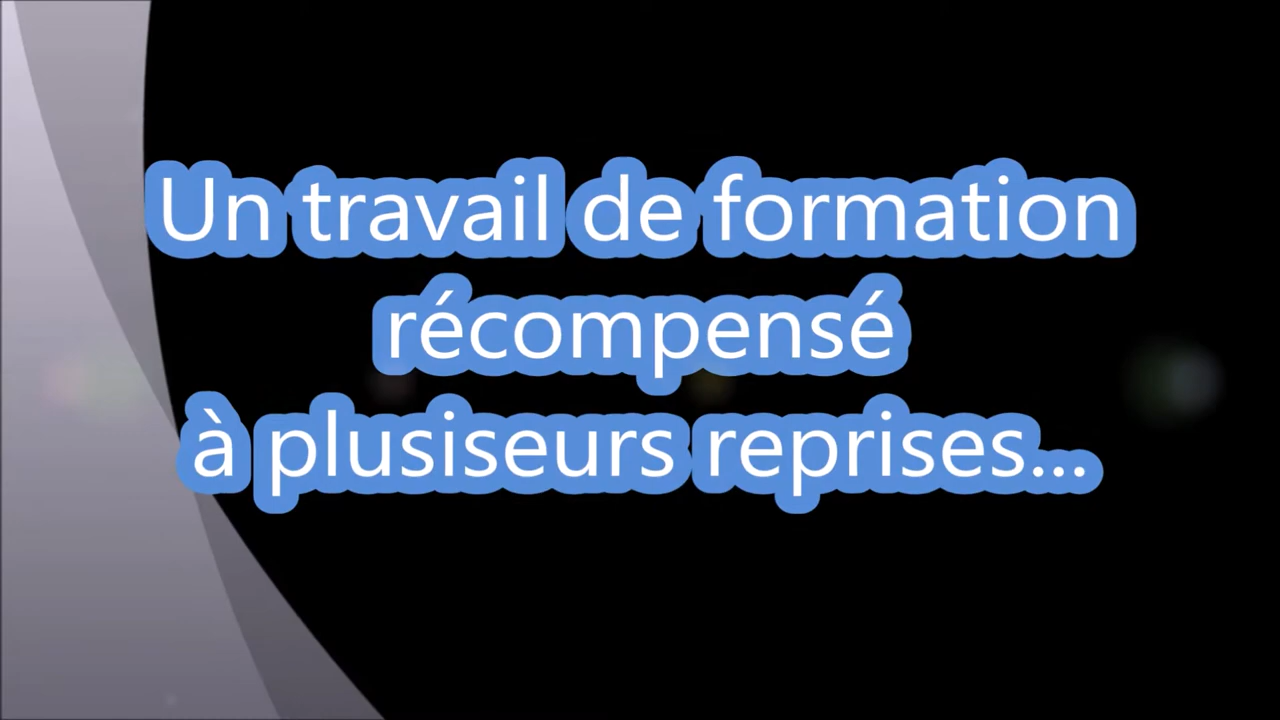 Un travail de formation
récompensé
à plusiseurs reprises...